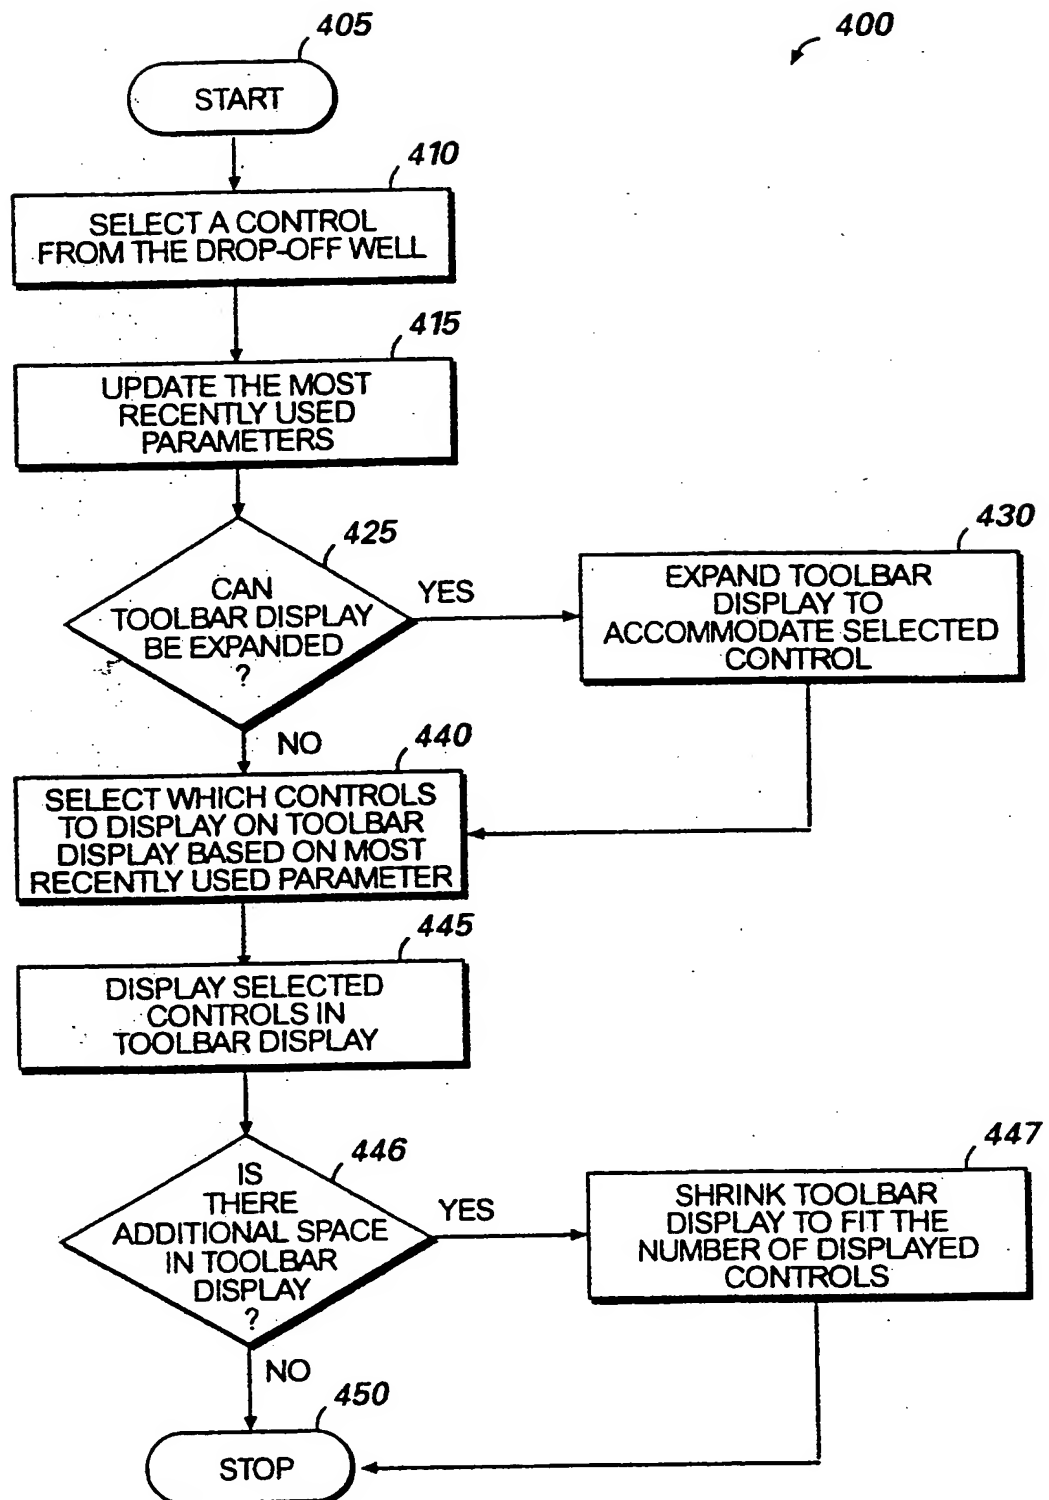 405
400
START
410
SELECT A CONTROL
FROM THE DROP-OFF WELL
415
UPDATE THE MOST
RECENTLY USED
PARAMETERS
425
CAN
TOOLBAR DISPLAY
BE EXPANDED
?
YES
430
EXPAND TOOLBAR
DISPLAY TO
ACCOMMODATE SELECTED
CONTROL
NO
440
SELECT WHICH CONTROLS
TO DISPLAY ON TOOLBAR
DISPLAY BASED ON MOST
RECENTLY USED PARAMETER
445
DISPLAY SELECTED
CONTROLS IN
TOOLBAR DISPLAY
446
IS
THERE
ADDITIONAL SPACE
IN TOOLBAR
DISPLAY
?
YES
447
SHRINK TOOLBAR
DISPLAY TO FIT THE
NUMBER OF DISPLAYED
CONTROLS
NO
450
STOP